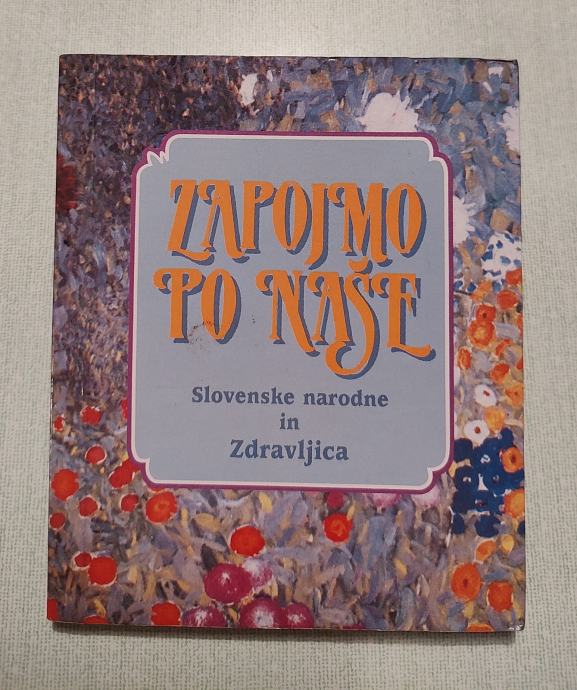 ZAPOJMO
PO NAŠE
Slovenske narodne
in
Zdravljica